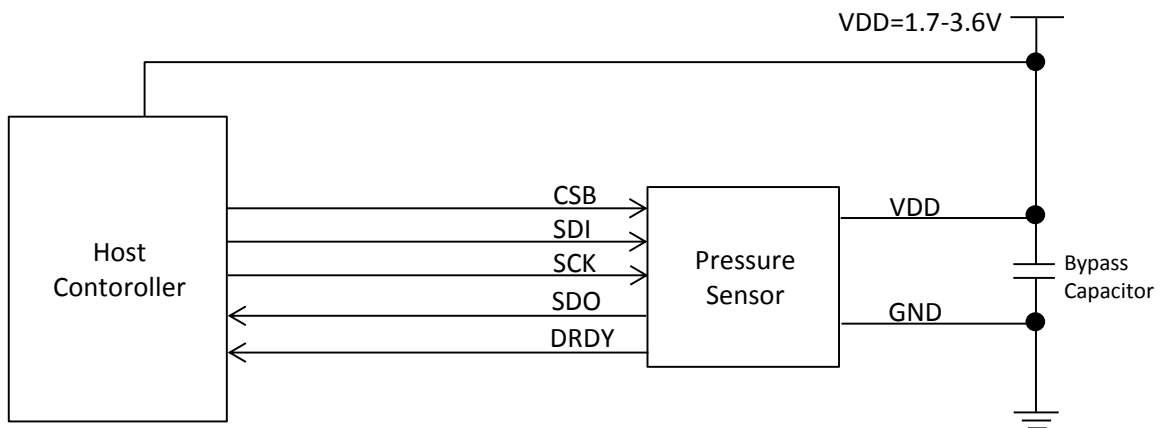 VDD=1.7-3.6V
CSB
SDI
SCK
SDO
DRDY
Host
Contoroller
Pressure
Sensor
VDD
GND
Bypass
Capacitor